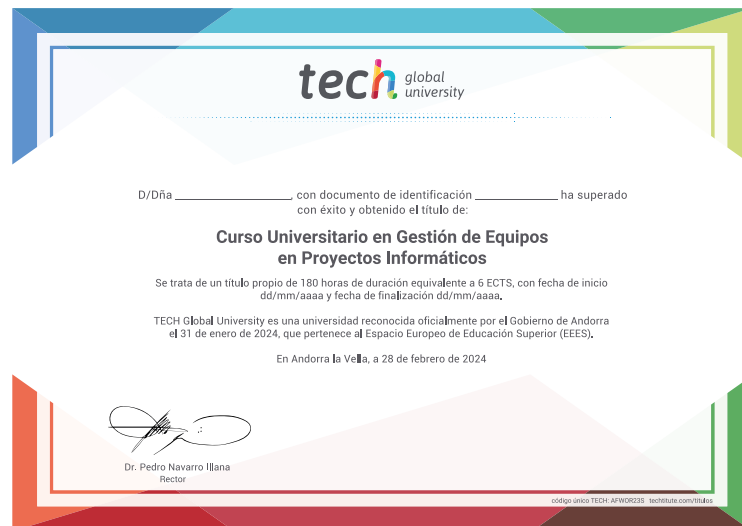 tech global university
D/Dña ____________________, con documento de identificación ______________ ha superado
con éxito y obtenido el título de:
Curso Universitario en Gestión de Equipos
en Proyectos Informáticos
Se trata de un título propio de 180 horas de duración equivalente a 6 ECTS, con fecha de inicio
dd/mm/aaaa y fecha de finalización dd/mm/aaaa.
TECH Global University es una universidad reconocida oficialmente por el Gobierno de Andorra
el 31 de enero de 2024, que pertenece al Espacio Europeo de Educación Superior (EEES).
En Andorra la Vella, a 28 de febrero de 2024
Dr. Pedro Navarro Illana
Rector
código único TECH: AFWOR23S techtitute.com/titulos